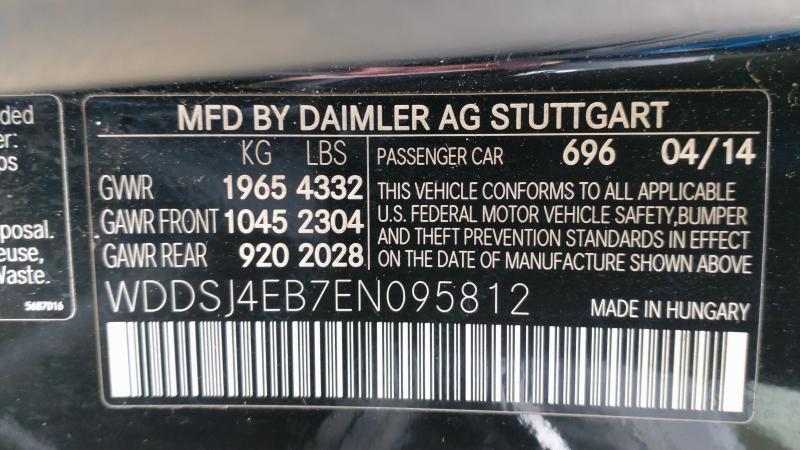 ded
er:
os
posal.
euse,
Waste.
5687016
MFD BY DAIMLER AG STUTTGART
KG LBS
GVWR 1965 4332
GAWR FRONT 1045 2304
GAWR REAR 920 2028
PASSENGER CAR 696 04/14
THIS VEHICLE CONFORMS TO ALL APPLICABLE
U.S. FEDERAL MOTOR VEHICLE SAFETY,BUMPER
AND THEFT PREVENTION STANDARDS IN EFFECT
ON THE DATE OF MANUFACTURE SHOWN ABOVE
WDDSJ4EB7EN095812
MADE IN HUNGARY